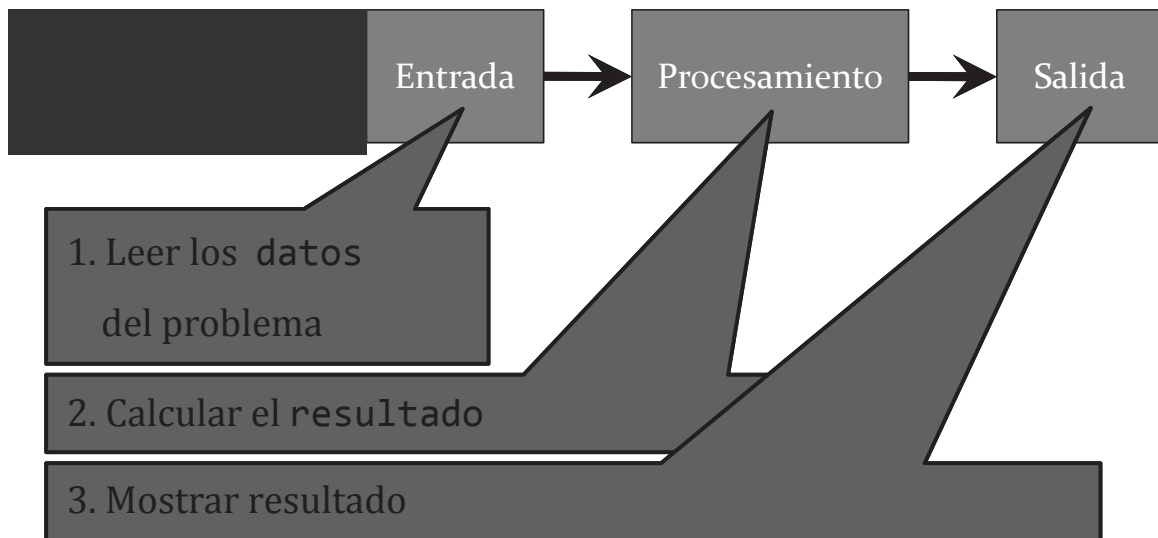 Entrada
Procesamiento
Salida
1. Leer los datos
del problema
2. Calcular el resultado
3. Mostrar resultado